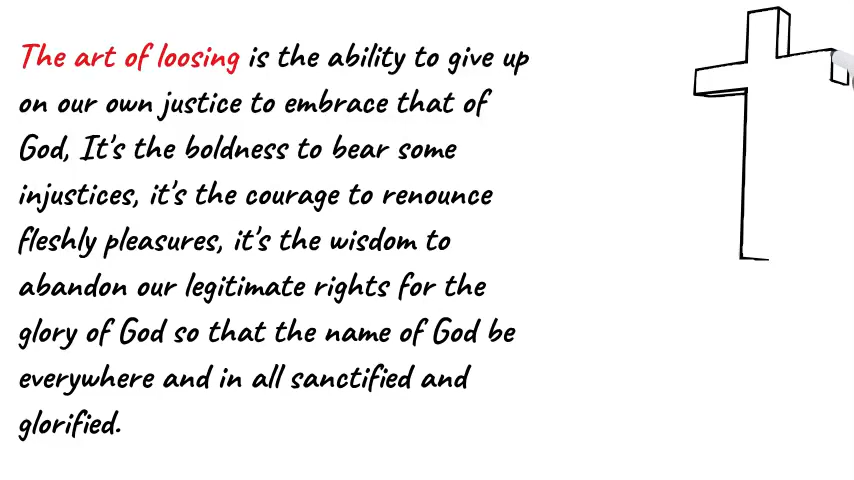 The art of loosing is the ability to give up
on our own justice to embrace that of
God, It's the boldness to bear some
injustices, it's the courage to renounce
fleshly pleasures, it's the wisdom to
abandon our legitimate rights for the
glory of God so that the name of God be
everywhere and in all sanctified and
glorified.